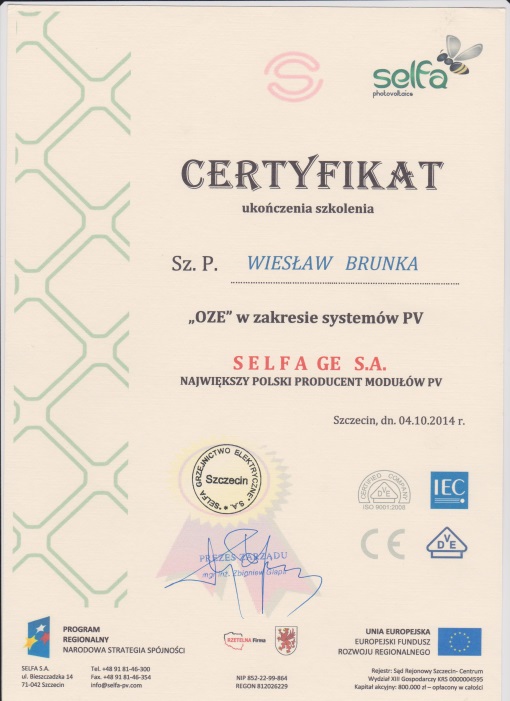 selfa
photovoltaics
CERTYFIKAT
ukończenia szkolenia
Sz. P. WIESŁAW BRUNKA
„OZE” w zakresie systemów PV
SELFA GE S.A.
NAJWIĘKSZY POLSKI PRODUCENT MODUŁÓW PV
Szczecin, dn. 04.10.2014 r.
"SELFA GRZEJNICTWO ELEKTRYCZNE" S.A.
Szczecin
CERTIFIED COMPANY
VDE
ISO 9001:2008
IEC
PREZES ZARZĄDU
mgr inż. Zbigniew
CE
VDE
PROGRAM
REGIONALNY
NARODOWA STRATEGIA SPÓJNOŚCI
RZETELNA Firma
UNIA EUROPEJSKA
EUROPEJSKI FUNDUSZ
ROZWOJU REGIONALNEGO
SELFA S.A.
ul. Bieszczadzka 14
71-042 Szczecin
Tel. +48 91 81-46-300
Fax. +48 91 81-46-354
info@selfa-pv.com
NIP 852-22-99-864
REGON 812026229
Rejestr: Sąd Rejonowy Szczecin- Centrum
Wydział XIII Gospodarczy KRS 0000004595
Kapitał akcyjny: 800.000 zł – opłacony w całości